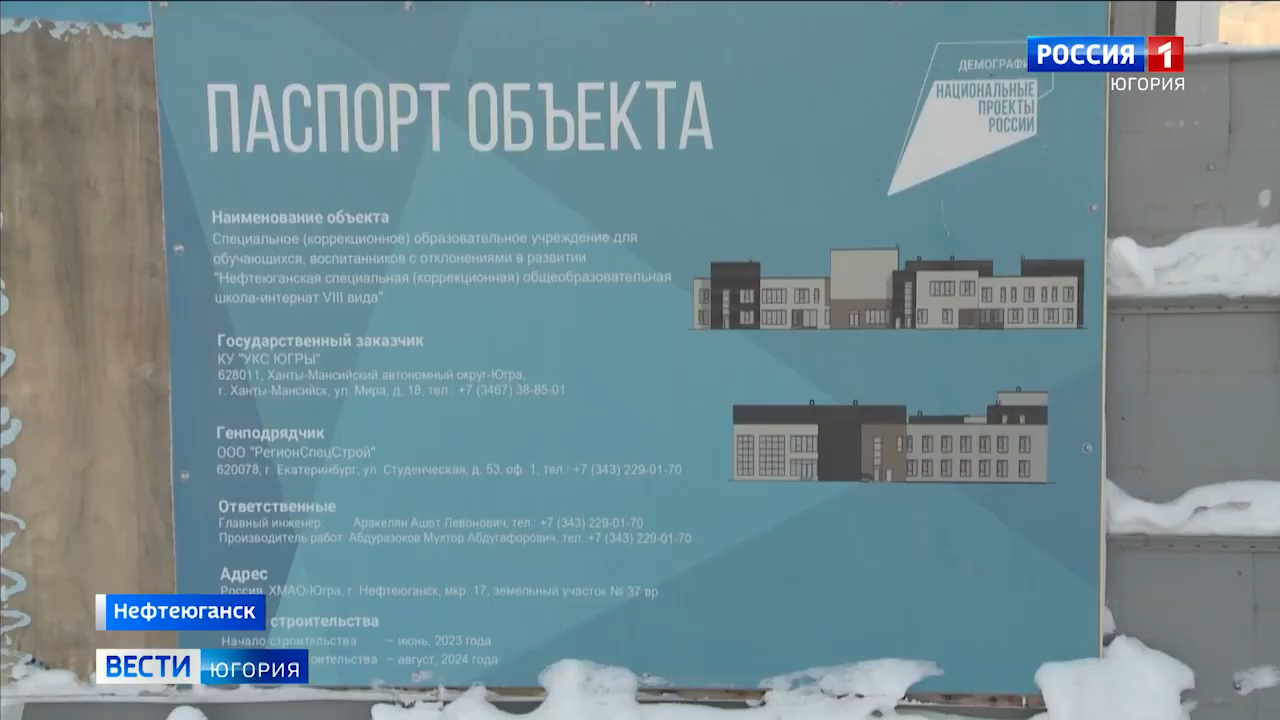 РОССИЯ 1
ЮГОРИЯ
НАЦИОНАЛЬНЫЕ
ПРОЕКТЫ
РОССИИ
ПАСПОРТ ОБЪЕКТА
Наименование объекта
Специальное (коррекционное) образовательное учреждение для
обучающихся, воспитанников с отклонениями в развитии
"Нефтеюганская специальная (коррекционная) общеобразовательная
школа-интернат VIII вида"
Государственный заказчик
КУ "УКС ЮГРЫ"
628011, Ханты-Мансийский автономный округ-Югра,
г. Ханты-Мансийск, ул. Мира, д. 18, тел.: +7 (3467) 38-85-01
Генподрядчик
ООО "РегионСпецСтрой"
620078, г. Екатеринбург, ул. Студенческая, д. 53, оф. 1, тел.: +7 (343) 229-01-70
Ответственные
Главный инженер: Аракелян Ашот Левонович, тел.: +7 (343) 229-01-70
Производитель работ: Абдуразоков Мухтор Абдугафорович, тел. +7 (343) 229-01-70
Адрес
Россия, ХМАО-Югра, г. Нефтеюганск, мкр. 17, земельный участок № 37 вр
строительства
Начало строительства – июнь, 2023 года
– август, 2024 года
Нефтеюганск
ВЕСТИ ЮГОРИЯ